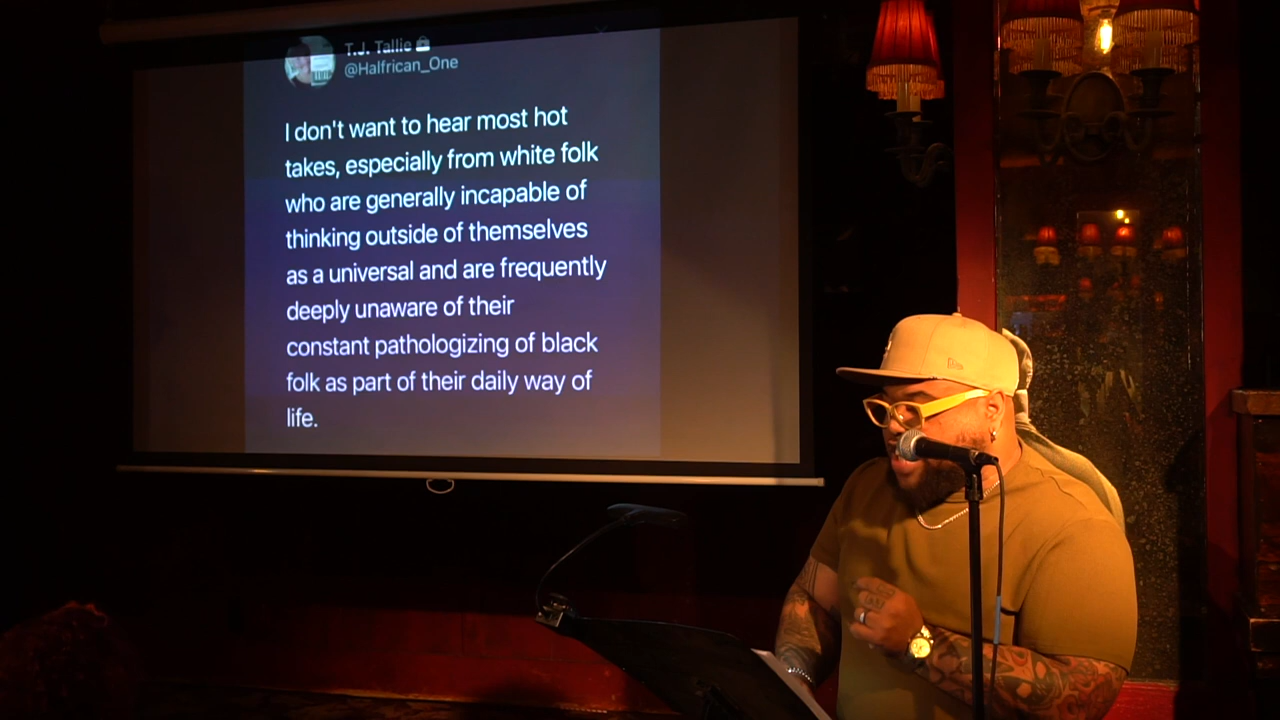 T.J. Tallie
@Halfrican_One
I don't want to hear most hot
takes, especially from white folk
who are generally incapable of
thinking outside of themselves
as a universal and are frequently
deeply unaware of their
constant pathologizing of black
folk as part of their daily way of
life.